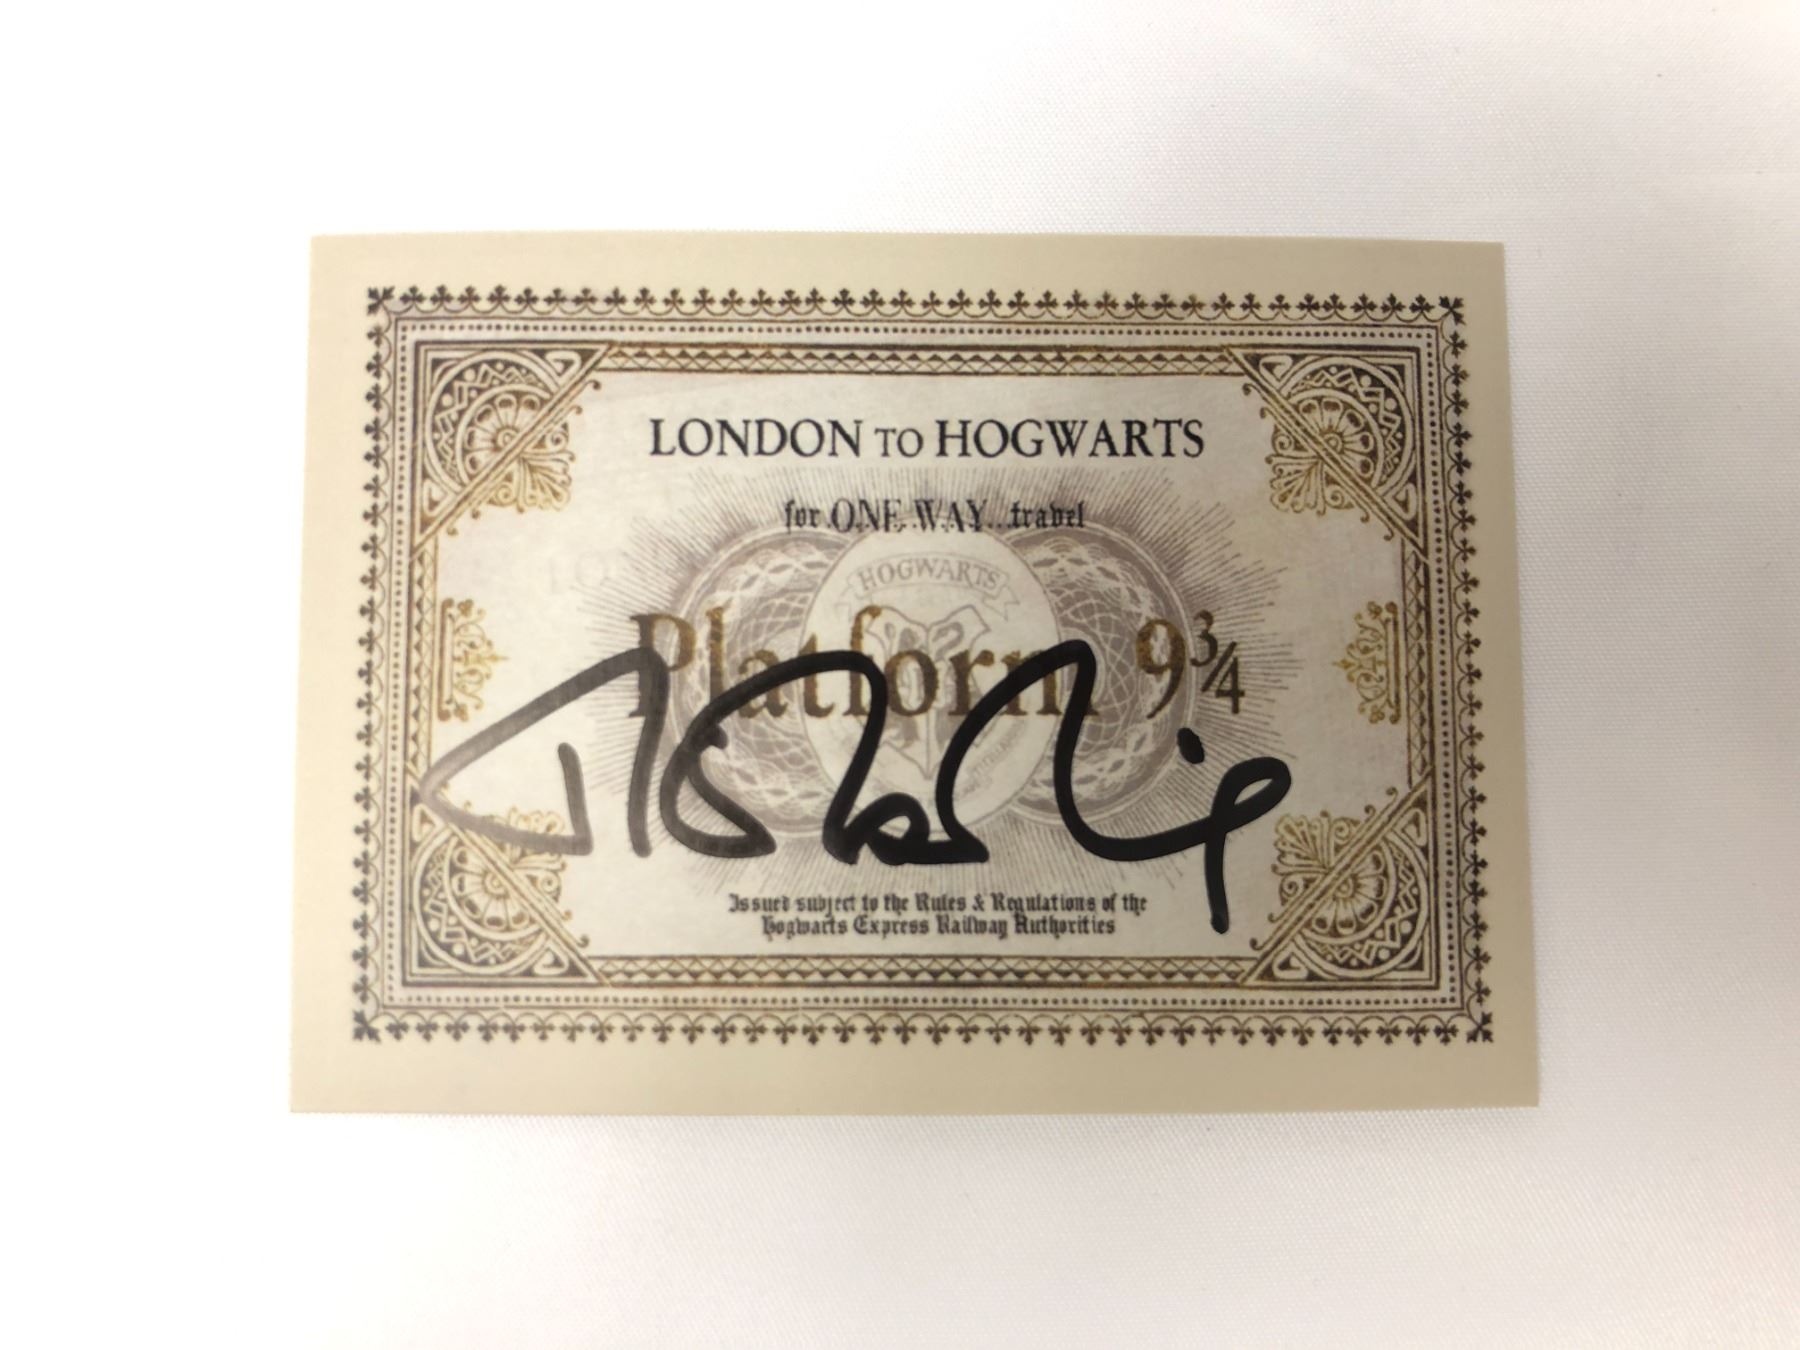 LONDON TO HOGWARTS
for ONE WAY travel
HOGWARTS
Platform 9¾
Issued subject to the Rules & Regulations of the
Hogwarts Express Railway Authorities